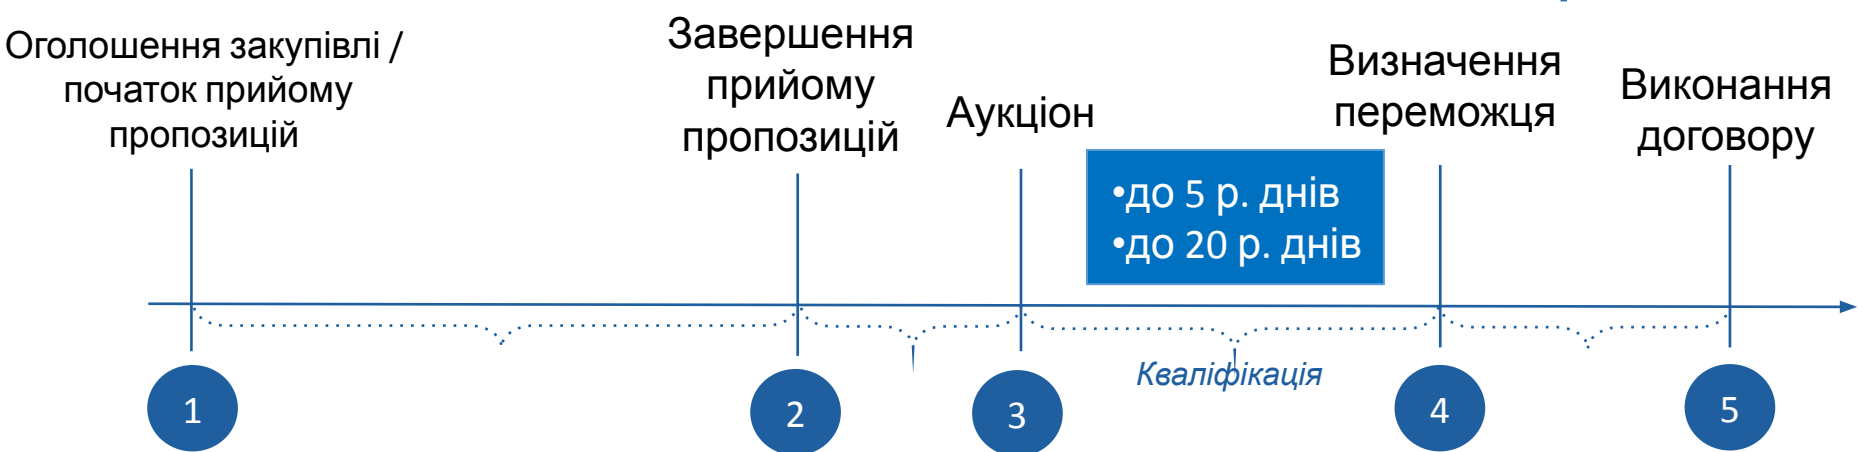 Оголошення закупівлі /
початок прийому
пропозицій
Завершення
прийому
пропозицій
Аукціон
•до 5 р. днів
•до 20 р. днів
Визначення
переможця
Виконання
договору
Кваліфікація
1
2
3
4
5